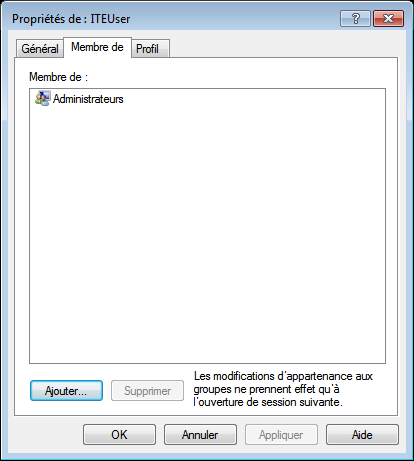 Propriétés de : ITEUser
Général Membre de Profil
Membre de :
Administrateurs
Ajouter... Supprimer
Les modifications d'appartenance aux
groupes ne prennent effet qu'à
l'ouverture de session suivante.
OK Annuler Appliquer Aide